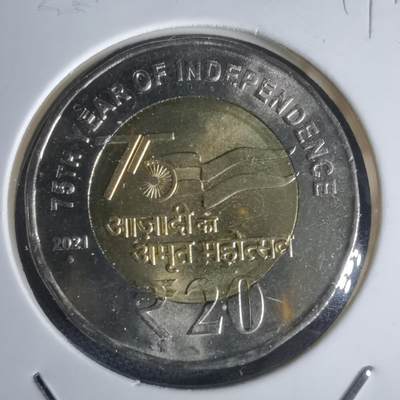 75TH YEAR OF INDEPENDENCE
75
आज़ादी का
अमृत महोत्सव
2021
₹ 20